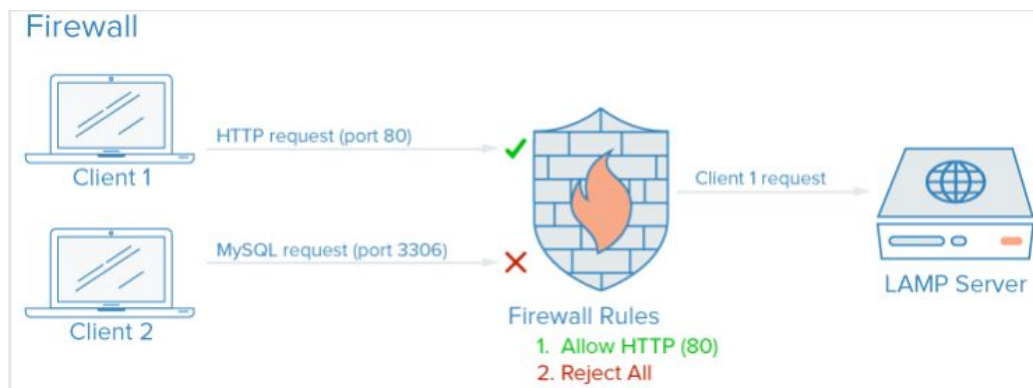 Firewall
HTTP request (port 80)
Client 1
Client 1 request
MySQL request (port 3306)
Client 2
LAMP Server
Firewall Rules
1. Allow HTTP (80)
2. Reject All